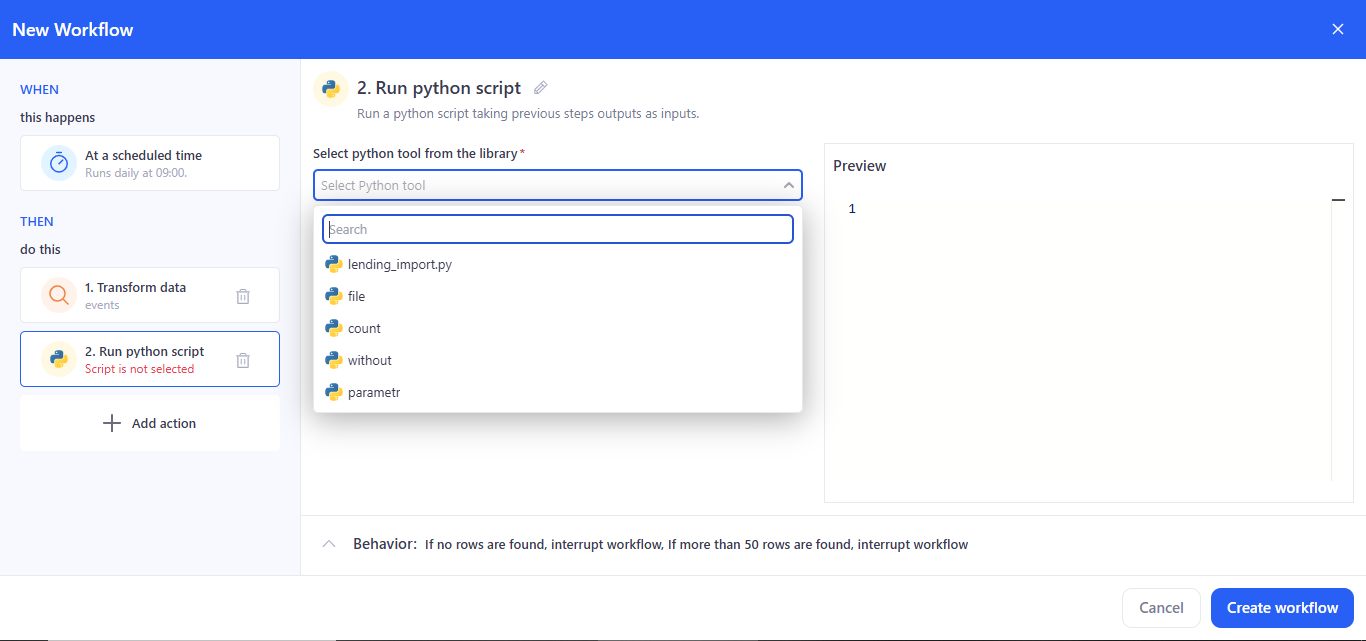 New Workflow
WHEN
this happens
At a scheduled time
Runs daily at 09:00.
THEN
do this
1. Transform data
events
2. Run python script
Script is not selected
Add action
2. Run python script
Run a python script taking previous steps outputs as inputs.
Select python tool from the library*
Select Python tool
Search
lending_import.py
file
count
without
parametr
Preview
1
Behavior: If no rows are found, interrupt workflow, If more than 50 rows are found, interrupt workflow
Cancel
Create workflow